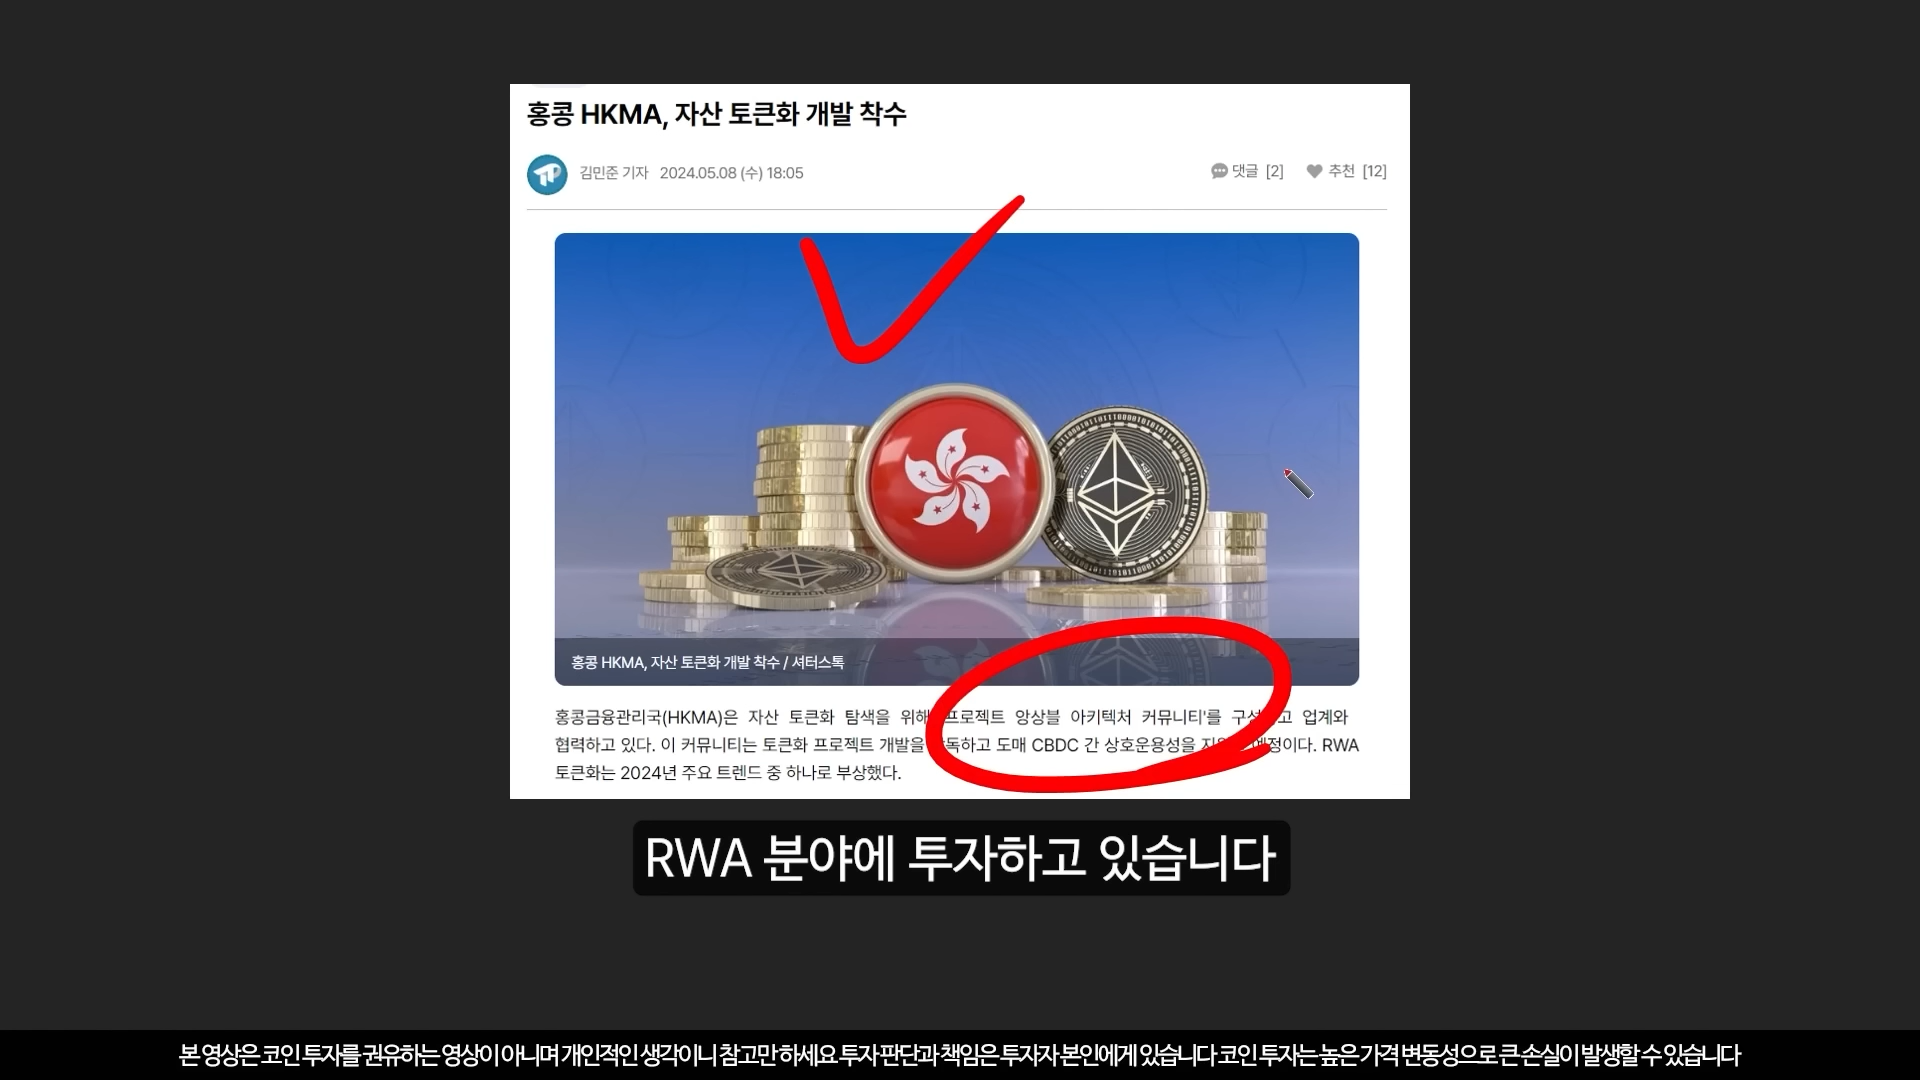 홍콩 HKMA, 자산 토큰화 개발 착수
김민준 기자 2024.05.08 (수) 18:05
댓글 [2] 추천 [12]
홍콩 HKMA, 자산 토큰화 개발 착수 / 셔터스톡
홍콩금융관리국(HKMA)은 자산 토큰화 탐색을 위해 프로젝트 앙상블 아키텍처 커뮤니티'를 고 업계와
협력하고 있다. 이 커뮤니티는 토큰화 프로젝트 개발을 도매 CBDC 간 상호운용성을 예정이다. RWA
토큰화는 2024년 주요 트렌드 중 하나로 부상했다.
RWA 분야에 투자하고 있습니다
본 영상은 코인 투자를 권유하는 영상이 아니며 개인적인 생각이니 참고만 하세요 투자 판단과 책임은 투자자 본인에게 있습니다 코인 투자는 높은 가격 변동성으로 큰 손실이 발생할 수 있습니다